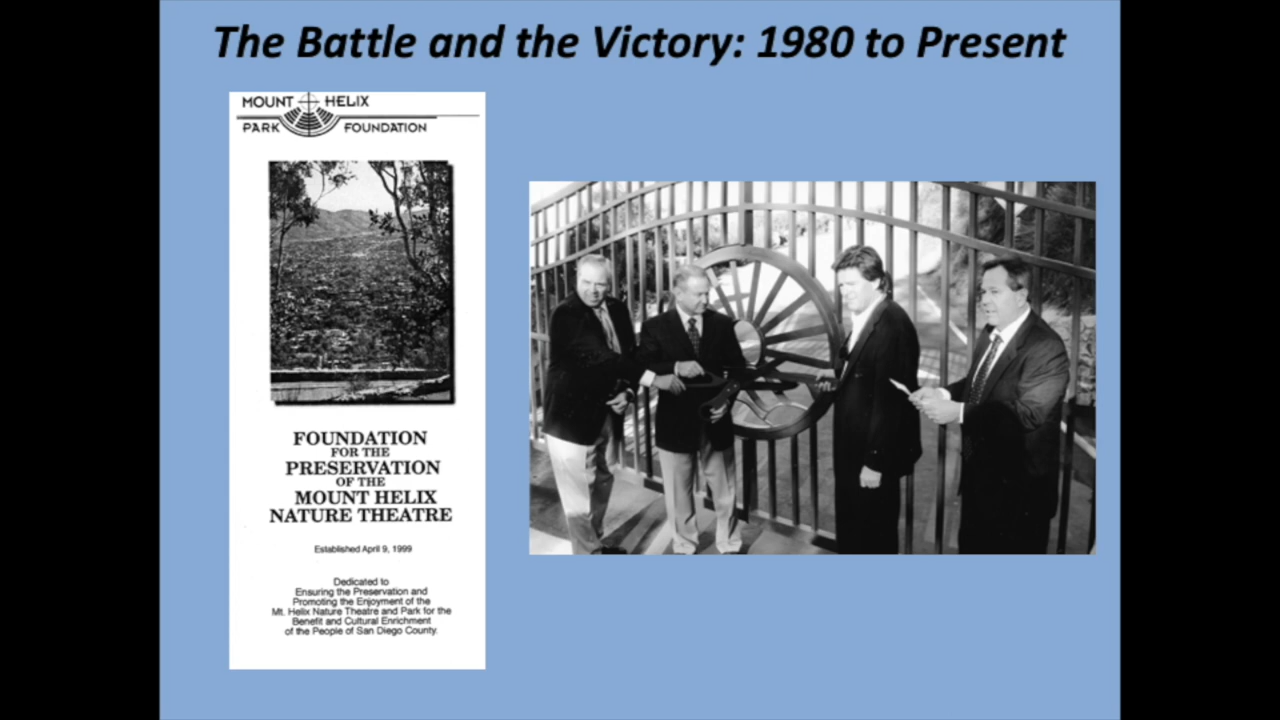 The Battle and the Victory: 1980 to Present
MOUNT HELIX
PARK FOUNDATION
FOUNDATION
FOR THE
PRESERVATION
OF THE
MOUNT HELIX
NATURE THEATRE
Established April 9, 1999
Dedicated to
Ensuring the Preservation and
Promoting the Enjoyment of the
Mt. Helix Nature Theatre and Park for the
Benefit and Cultural Enrichment
of the People of San Diego County.